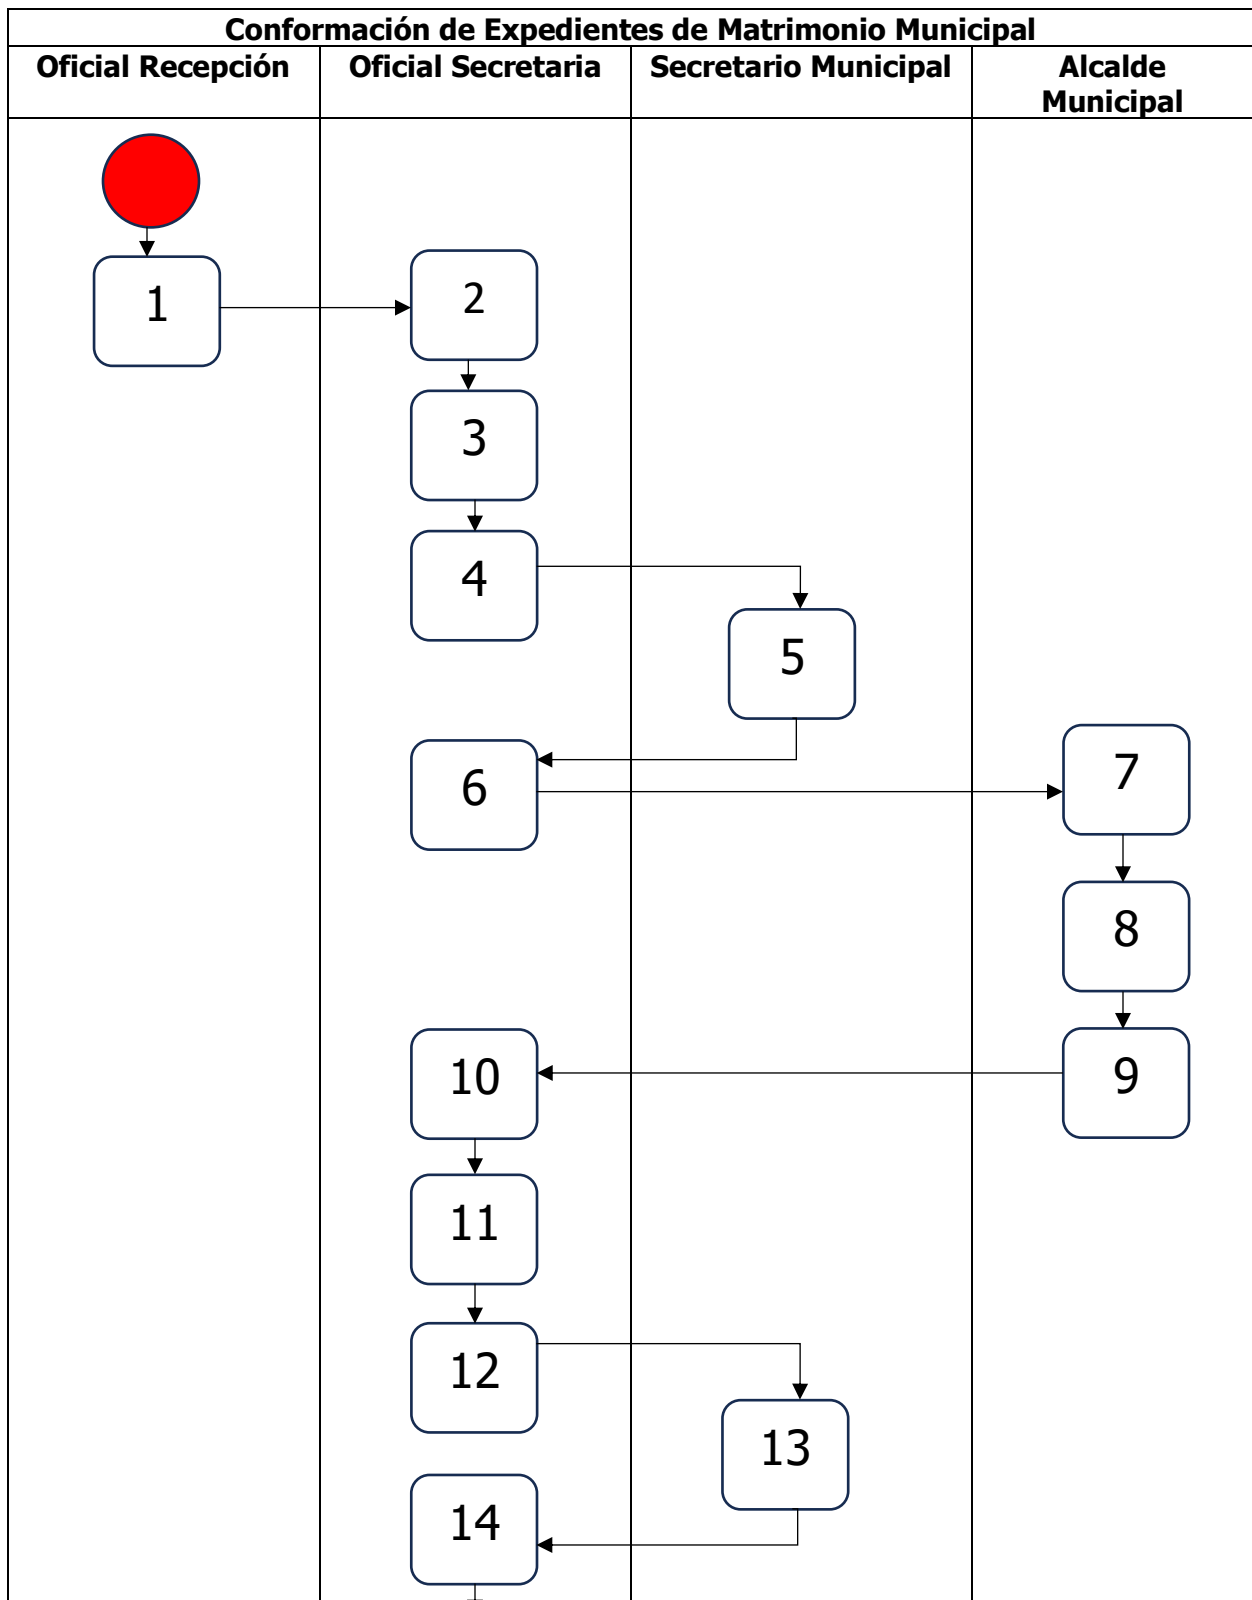 Conformación de Expedientes de Matrimonio Municipal
Oficial Recepción
Oficial Secretaria
Secretario Municipal
Alcalde
Municipal
1
2
3
4
5
6
7
8
9
10
11
12
13
14